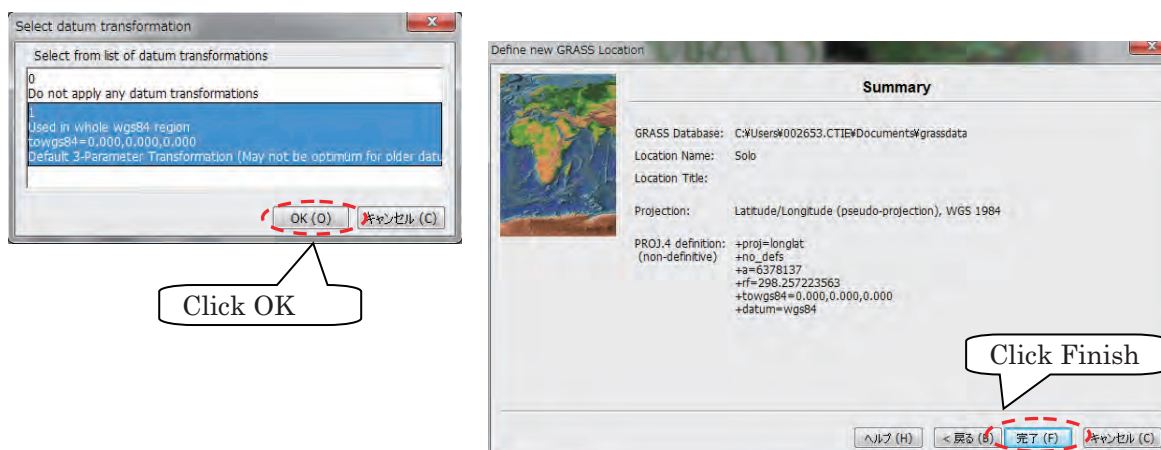 Select datum transformation
Select from list of datum transformations
0
Do not apply any datum transformations
1
Used in whole wgs84 region
towgs84=0.000,0.000,0.000
Default 3-Parameter Transformation (May not be optimum for older datu
OK (O)
キャンセル (C)
Click OK
Define new GRASS Location
Summary
GRASS Database: C:¥Users¥002653.CTIE¥Documents¥grassdata
Location Name: Solo
Location Title:
Projection: Latitude/Longitude (pseudo-projection), WGS 1984
PROJ.4 definition: +proj=longlat
(non-definitive) +no_defs
+a=6378137
+rf=298.257223563
+towgs84=0.000,0.000,0.000
+datum=wgs84
Click Finish
ヘルプ (H)
< 戻る (B)
完了 (F)
キャンセル (C)